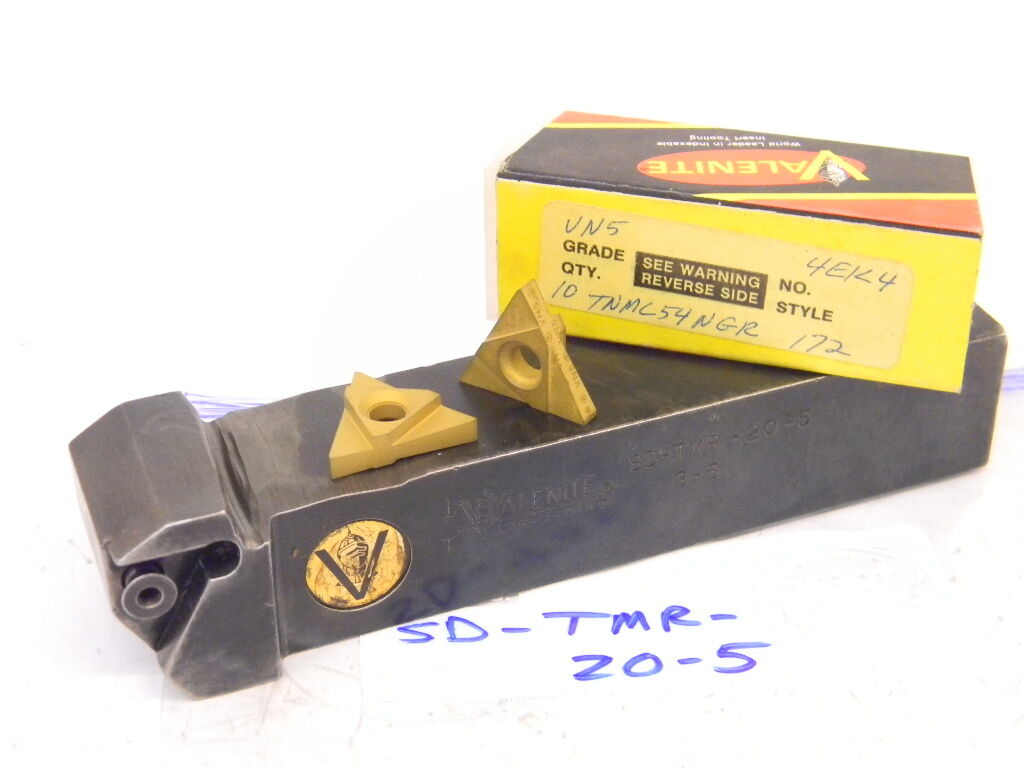 VALENITE
World Leader in Indexable
Insert Tooling
VN5
GRADE
SEE WARNING
REVERSE SIDE
NO. 4EK4
QTY. 10
STYLE
TNMC54NGR 172
VALENITE
SD-TMR-20-5
3-5
V
SD-TMR-
20-5